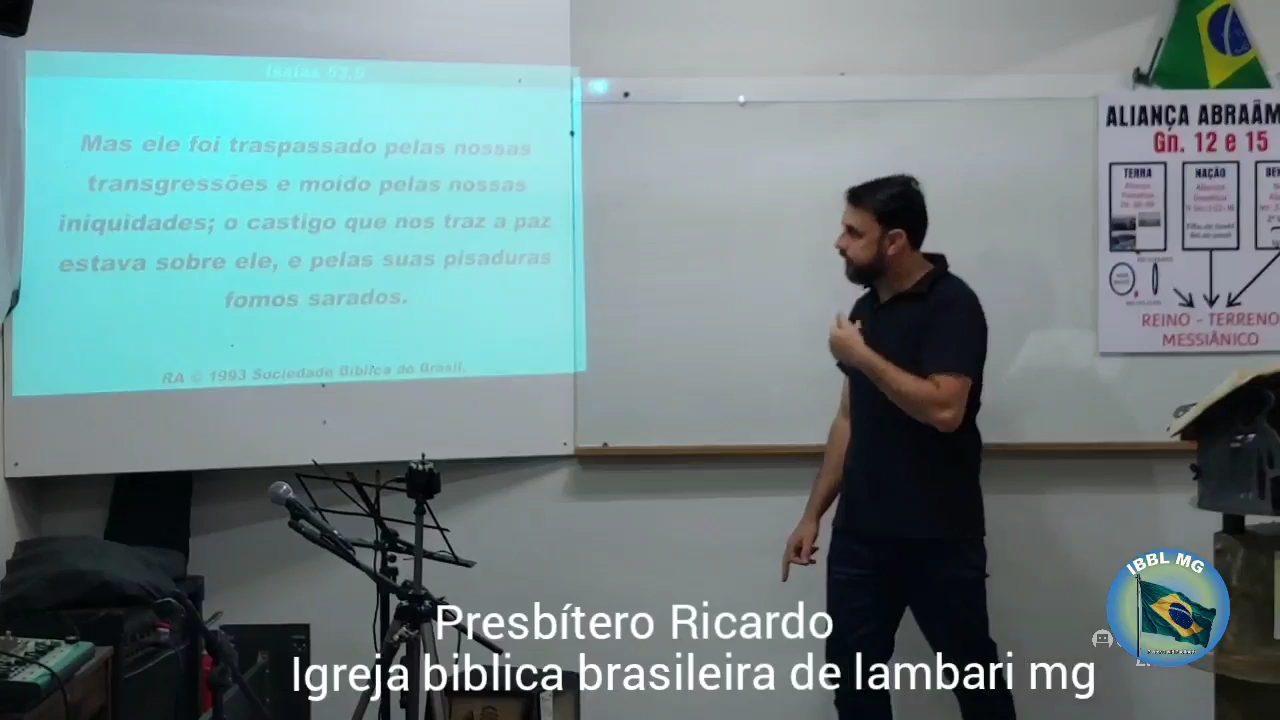 Isaías 53.5
Mas ele foi traspassado pelas nossas
transgressões e moído pelas nossas
iniquidades; o castigo que nos traz a paz
estava sobre ele, e pelas suas pisaduras
fomos sarados.
RA © 1993 Sociedade Bíblica do Brasil.
ALIANÇA ABRAÂM
Gn. 12 e 15
TERRA
NAÇÃO
REINO - TERRENO
MESSIÂNICO
IBBL MG
Presbítero Ricardo
Igreja biblica brasileira de lambari mg